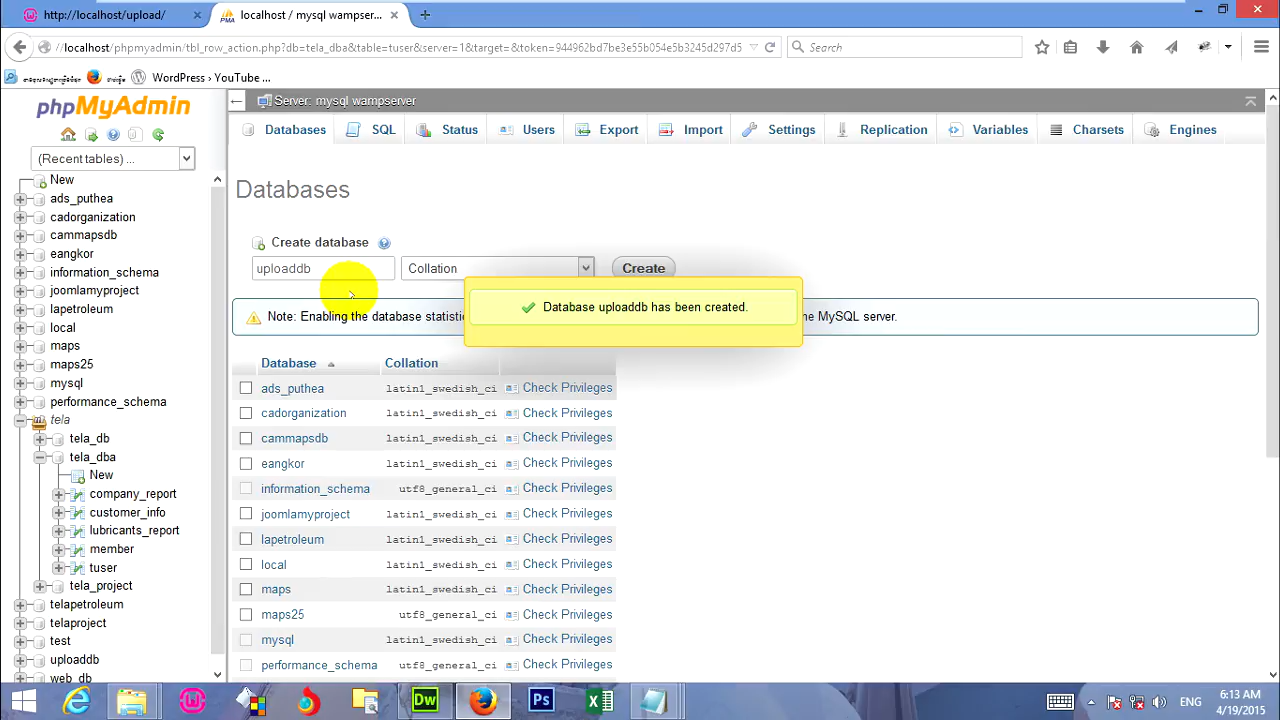 http://localhost/upload/
PMA localhost / mysql wampser...
localhost/phpmyadmin/tbl_row_action.php?db=tela_dba&table=tuser&server=1&target=&token=944962bd7be3e55b054e5b3245d297d5
Search
WordPress › YouTube ...
phpMyAdmin
(Recent tables) ...
New
ads_puthea
cadorganization
cammapsdb
eangkor
information_schema
joomlamyproject
lapetroleum
local
maps
maps25
mysql
performance_schema
tela
tela_db
tela_dba
New
company_report
customer_info
lubricants_report
member
tuser
tela_project
telapetroleum
telaproject
test
uploaddb
web_db
Server: mysql wampserver
Databases SQL Status Users Export Import Settings Replication Variables Charsets Engines
Databases
Create database
uploaddb Collation Create
Database uploaddb has been created.
Note: Enabling the database statistic
e MySQL server.
Database Collation
ads_puthea latin1_swedish_ci Check Privileges
cadorganization latin1_swedish_ci Check Privileges
cammapsdb latin1_swedish_ci Check Privileges
eangkor latin1_swedish_ci Check Privileges
information_schema utf8_general_ci Check Privileges
joomlamyproject latin1_swedish_ci Check Privileges
lapetroleum latin1_swedish_ci Check Privileges
local latin1_swedish_ci Check Privileges
maps latin1_swedish_ci Check Privileges
maps25 utf8_general_ci Check Privileges
mysql latin1_swedish_ci Check Privileges
performance_schema utf8_general_ci Check Privileges
Dw
Ps
ENG
6:13 AM
4/19/2015